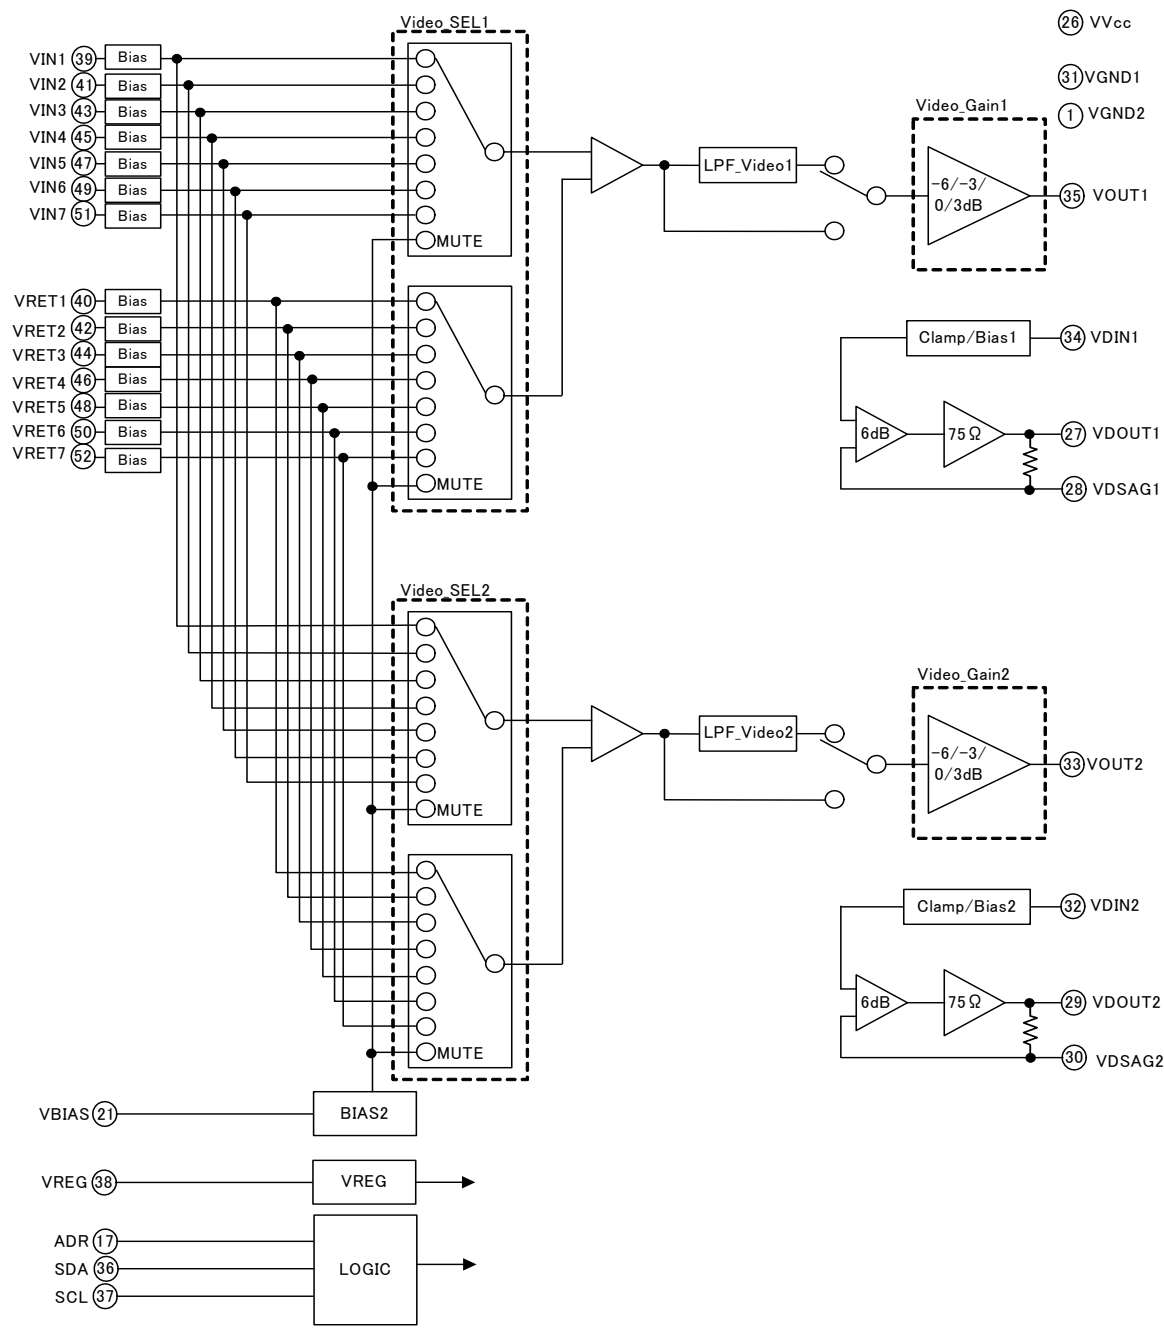 Video_SEL1
26 VVcc
VIN1 39 Bias
31 VGND1
VIN2 41 Bias
Video_Gain1
VIN3 43 Bias
1 VGND2
VIN4 45 Bias
VIN5 47 Bias
LPF_Video1
VIN6 49 Bias
-6/-3/
0/3dB
35 VOUT1
VIN7 51 Bias
MUTE
VRET1 40 Bias
VRET2 42 Bias
Clamp/Bias1
34 VDIN1
VRET3 44 Bias
VRET4 46 Bias
VRET5 48 Bias
VRET6 50 Bias
6dB
75Ω
27 VDOUT1
VRET7 52 Bias
MUTE
28 VDSAG1
Video_SEL2
Video_Gain2
LPF_Video2
-6/-3/
0/3dB
33 VOUT2
MUTE
Clamp/Bias2
32 VDIN2
6dB
75Ω
29 VDOUT2
MUTE
30 VDSAG2
VBIAS 21 BIAS2
VREG 38 VREG
ADR 17
SDA 36 LOGIC
SCL 37